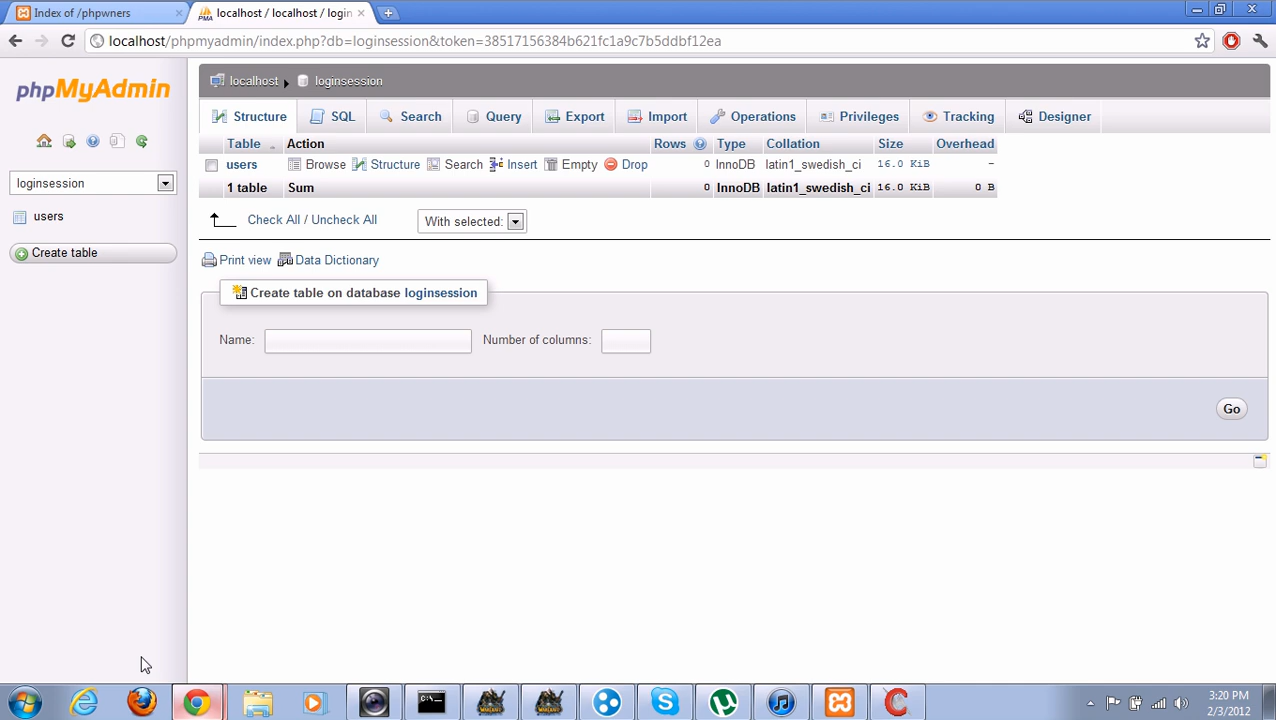 Index of /phpwners
localhost / localhost / login
localhost/phpmyadmin/index.php?db=loginsession&token=38517156384b621fc1a9c7b5ddbf12ea
phpMyAdmin
localhost loginsession
Structure SQL Search Query Export Import Operations Privileges Tracking Designer
Table Action Rows Type Collation Size Overhead
users Browse Structure Search Insert Empty Drop 0 InnoDB latin1_swedish_ci 16.0 KiB -
1 table Sum 0 InnoDB latin1_swedish_ci 16.0 KiB 0 B
loginsession
users
Create table
Check All / Uncheck All With selected:
Print view Data Dictionary
Create table on database loginsession
Name: Number of columns:
Go
3:20 PM
2/3/2012